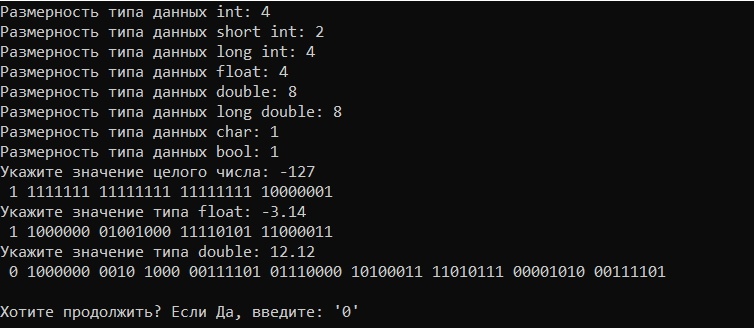 Размерность типа данных int: 4
Размерность типа данных short int: 2
Размерность типа данных long int: 4
Размерность типа данных float: 4
Размерность типа данных double: 8
Размерность типа данных long double: 8
Размерность типа данных char: 1
Размерность типа данных bool: 1
Укажите значение целого числа: -127
1 1111111 11111111 11111111 10000001
Укажите значение типа float: -3.14
1 1000000 01001000 11110101 11000011
Укажите значение типа double: 12.12
0 1000000 0010 1000 00111101 01110000 10100011 11010111 00001010 00111101
Хотите продолжить? Если Да, введите: '0'